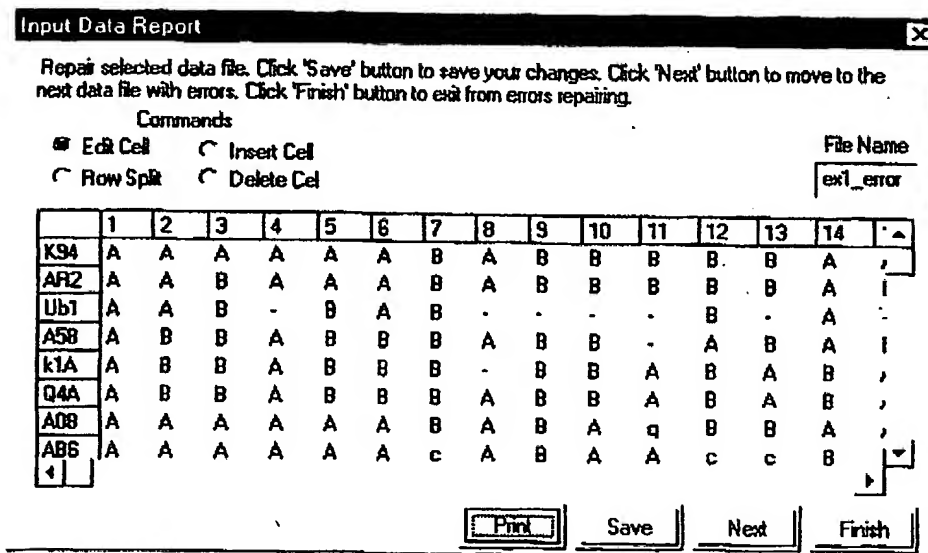 Input Data Report
Repair selected data file. Click 'Save' button to save your changes. Click 'Next' button to move to the
next data file with errors. Click 'Finish' button to exit from errors repairing.
Commands
Edit Cell Insert Cell File Name
Row Split Delete Cel ex1_error
1 2 3 4 5 6 7 8 9 10 11 12 13 14
K94 A A A A A A B A B B B B B A
AR2 A A B A A A B A B B B B B A
Ub1 A A B - B A B - - - - B - A
A5B A B B A B B B A B B - A B A
k1A A B B A B B B - B B A B A B
Q4A A B B A B B B A B B A B A B
A08 A A A A A A B A B A q B B A
AB6 A A A A A A c A B A A c c B
Print Save Next Finish